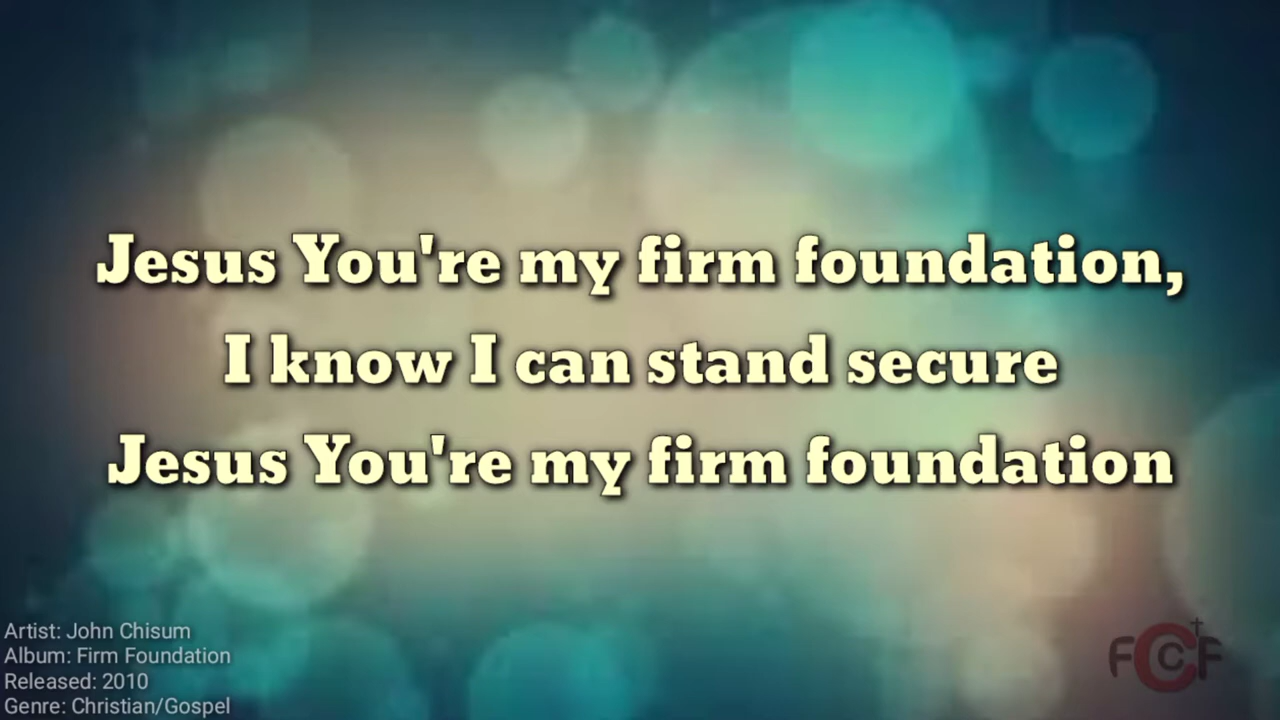 Jesus You're my firm foundation,
I know I can stand secure
Jesus You're my firm foundation
Artist: John Chisum
Album: Firm Foundation
Released: 2010
Genre: Christian/Gospel
FCCF